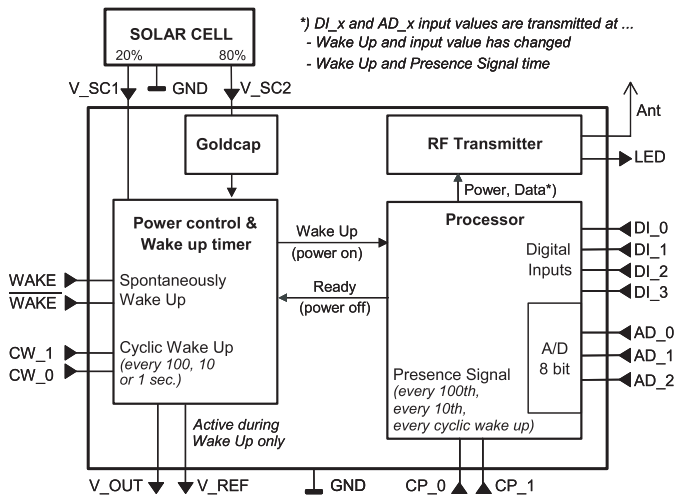 SOLAR CELL
20%
80%
*) DI_x and AD_x input values are transmitted at ...
- Wake Up and input value has changed
- Wake Up and Presence Signal time
V_SC1
GND
V_SC2
Ant
Goldcap
RF Transmitter
LED
Power, Data*)
Power control &
Wake up timer
Wake Up
(power on)
Processor
Digital
Inputs
DI_0
DI_1
DI_2
DI_3
WAKE
WAKE
Spontaneously
Wake Up
Ready
(power off)
A/D
8 bit
AD_0
AD_1
AD_2
CW_1
CW_0
Cyclic Wake Up
(every 100, 10
or 1 sec.)
Presence Signal
(every 100th,
every 10th,
every cyclic wake up)
Active during
Wake Up only
V_OUT
V_REF
GND
CP_0
CP_1